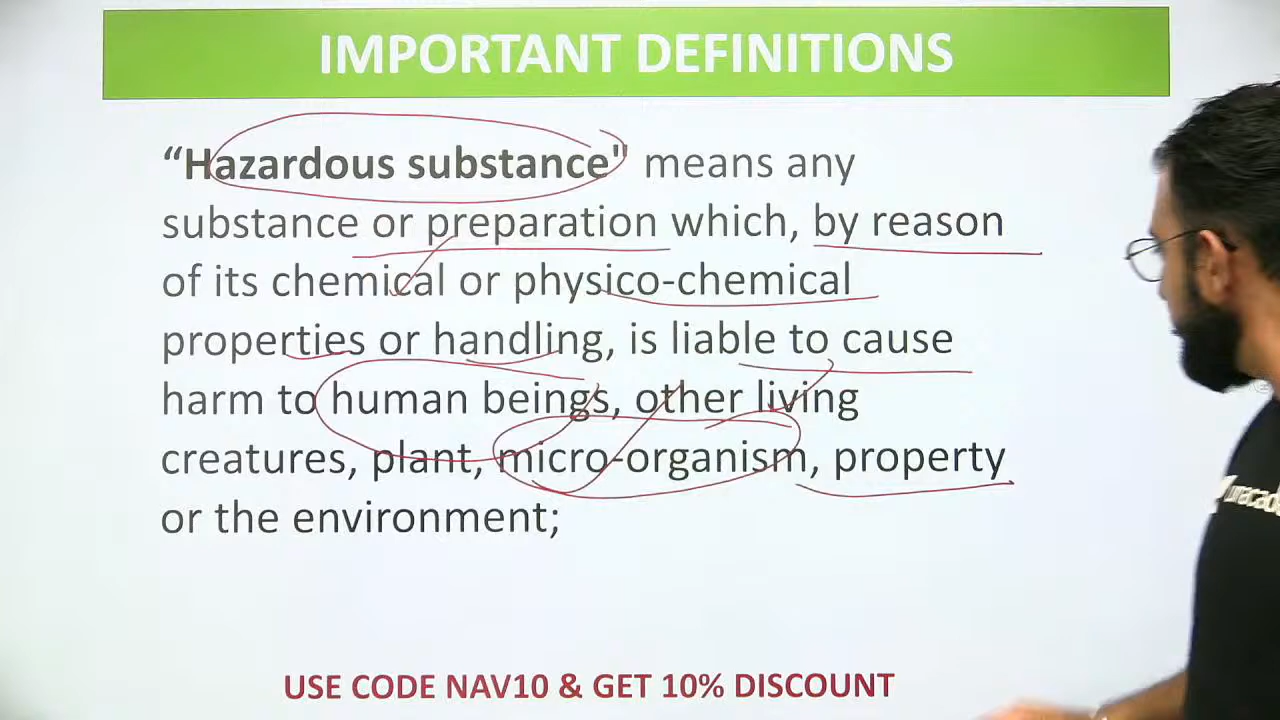 IMPORTANT DEFINITIONS
“Hazardous substance" means any
substance or preparation which, by reason
of its chemical or physico-chemical
properties or handling, is liable to cause
harm to human beings, other living
creatures, plant, micro-organism, property
or the environment;
USE CODE NAV10 & GET 10% DISCOUNT